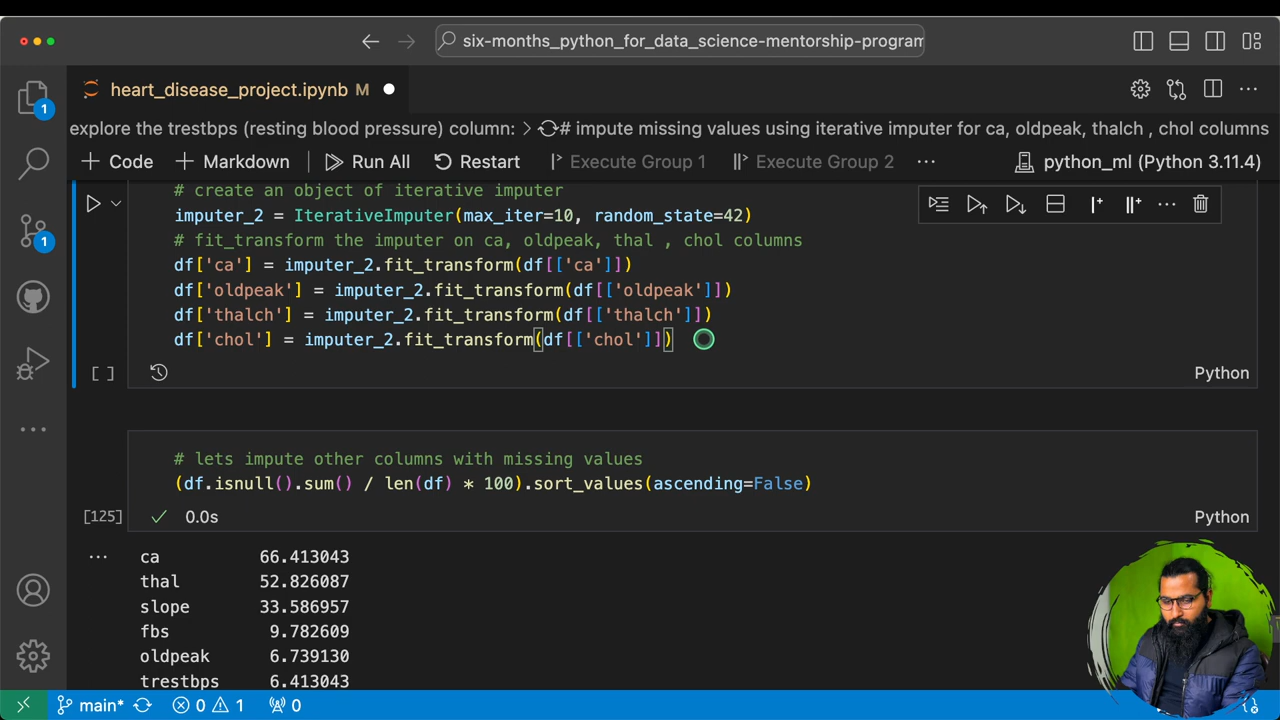 six-months_python_for_data_science-mentorship-program
heart_disease_project.ipynb M
explore the trestbps (resting blood pressure) column: > # impute missing values using iterative imputer for ca, oldpeak, thalch , chol columns
+ Code + Markdown Run All Restart Execute Group 1 Execute Group 2 ... python_ml (Python 3.11.4)
# create an object of iterative imputer
imputer_2 = IterativeImputer(max_iter=10, random_state=42)
# fit_transform the imputer on ca, oldpeak, thal , chol columns
df['ca'] = imputer_2.fit_transform(df[['ca']])
df['oldpeak'] = imputer_2.fit_transform(df[['oldpeak']])
df['thalch'] = imputer_2.fit_transform(df[['thalch']])
df['chol'] = imputer_2.fit_transform(df[['chol']])
[ ] Python
# lets impute other columns with missing values
(df.isnull().sum() / len(df) * 100).sort_values(ascending=False)
[125] 0.0s Python
ca 66.413043
thal 52.826087
slope 33.586957
fbs 9.782609
oldpeak 6.739130
trestbps 6.413043
1
1
main* 0 1 0